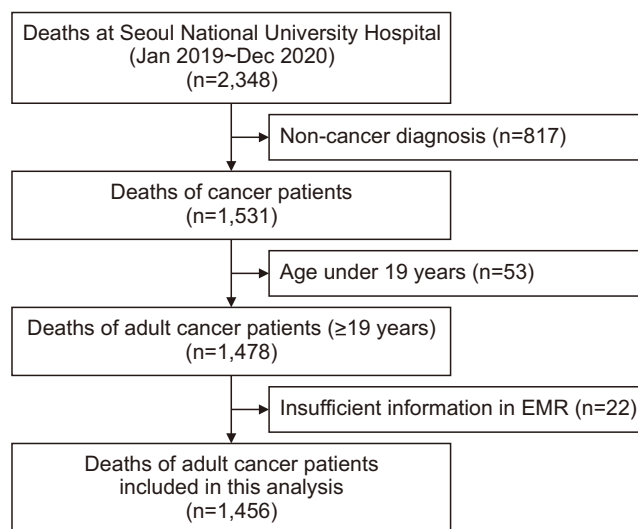 Deaths at Seoul National University Hospital
(Jan 2019~Dec 2020)
(n=2,348)
Non-cancer diagnosis (n=817)
Deaths of cancer patients
(n=1,531)
Age under 19 years (n=53)
Deaths of adult cancer patients (≥19 years)
(n=1,478)
Insufficient information in EMR (n=22)
Deaths of adult cancer patients
included in this analysis
(n=1,456)